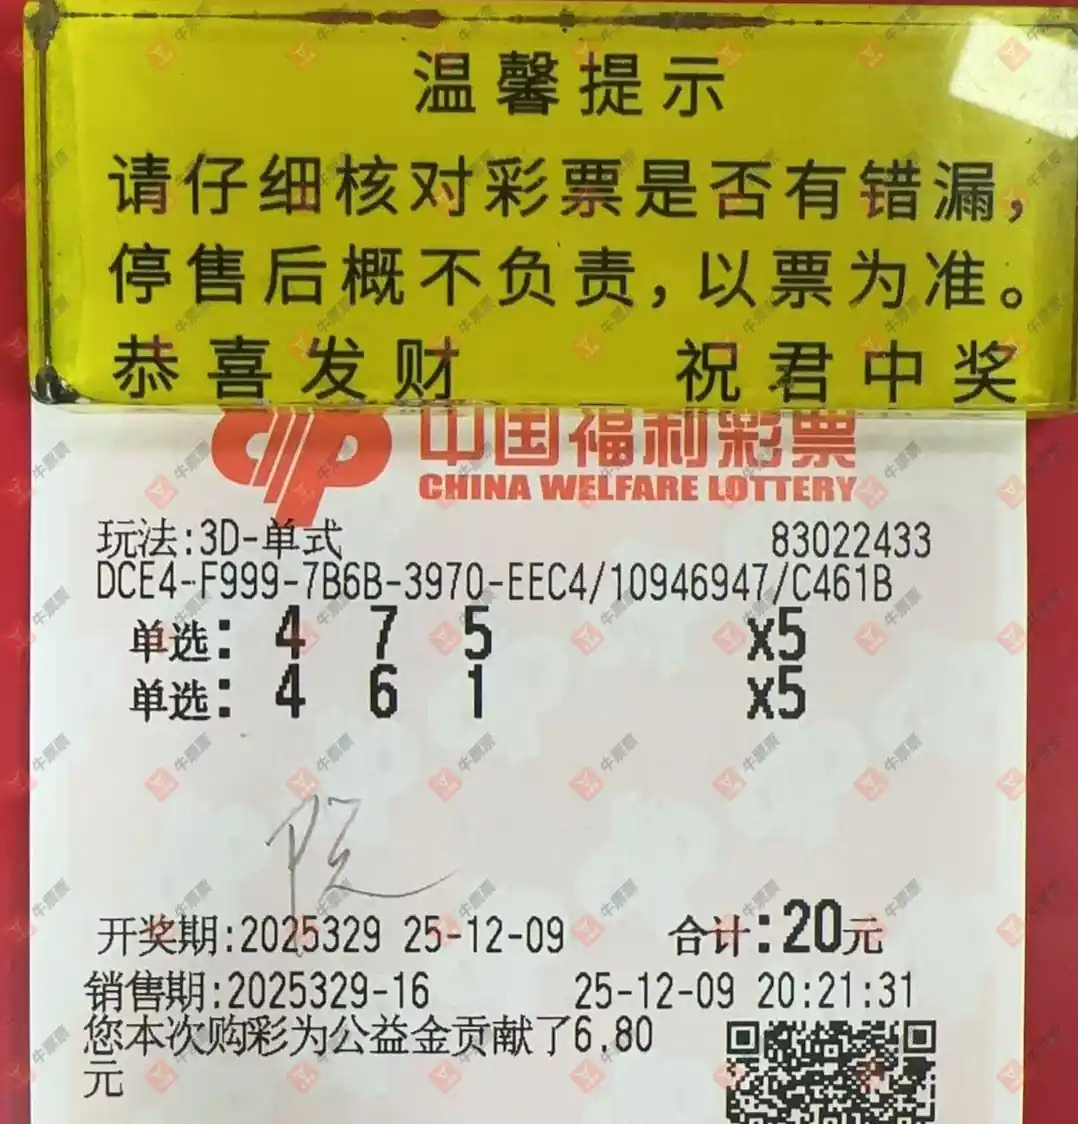 温馨提示
请仔细核对彩票是否有错漏，
停售后概不负责，以票为准。
恭喜发财 祝君中奖
中国福利彩票
CHINA WELFARE LOTTERY
玩法:3D-单式 83022433
DCE4-F999-7B6B-3970-EEC4/10946947/C461B
单选: 4 7 5 x5
单选: 4 6 1 x5
开奖期:2025329 25-12-09 合计:20元
销售期:2025329-16 25-12-09 20:21:31
您本次购彩为公益金贡献了6.80
元
牛票票